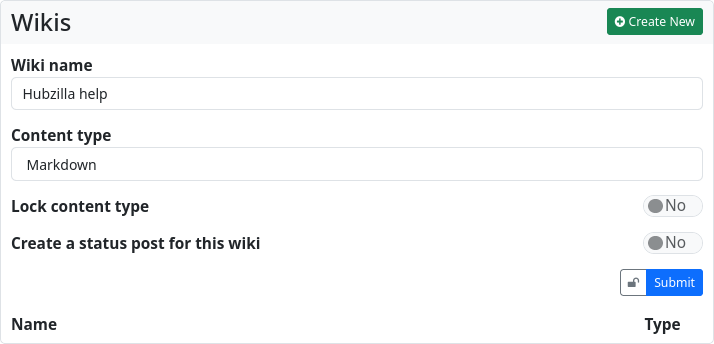 Wikis
Create New
Wiki name
Hubzilla help
Content type
Markdown
Lock content type No
Create a status post for this wiki No
Submit
Name Type